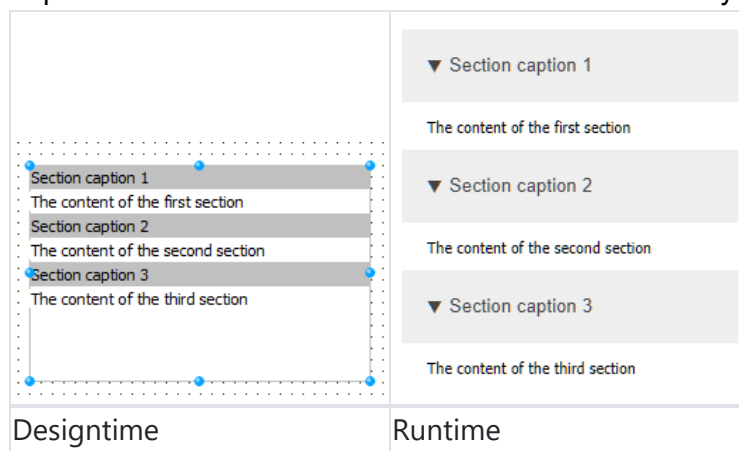 Section caption 1
The content of the first section
Section caption 2
The content of the second section
Section caption 3
The content of the third section
▼ Section caption 1
The content of the first section
▼ Section caption 2
The content of the second section
▼ Section caption 3
The content of the third section
Designtime
Runtime